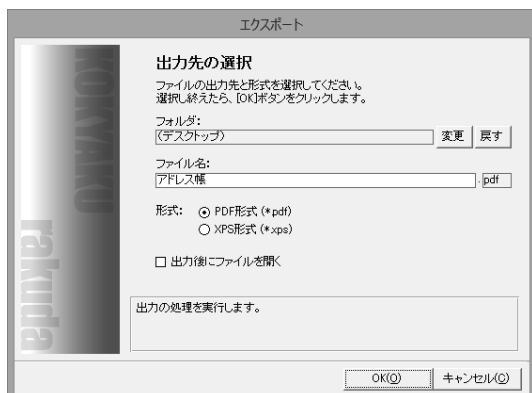 エクスポート
KOKYAKU
rakuda
出力先の選択
ファイルの出力先と形式を選択してください。
選択し終えたら、[OK]ボタンをクリックします。
フォルダ:
(デスクトップ)
変更
戻す
ファイル名:
アドレス帳
.pdf
形式:
PDF形式 (*.pdf)
XPS形式 (*.xps)
出力後にファイルを開く
出力の処理を実行します。
OK(O)
キャンセル(C)